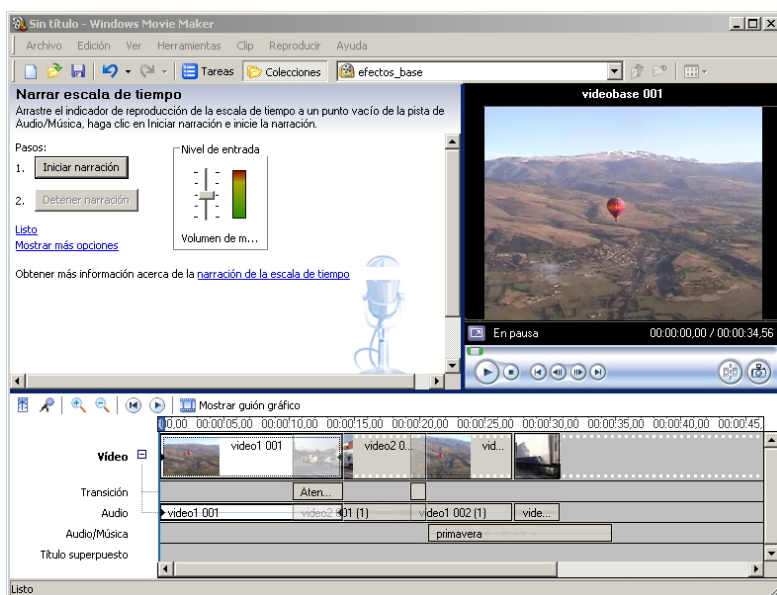 Sin título - Windows Movie Maker
Archivo Edición Ver Herramientas Clip Reproducir Ayuda
Tareas Colecciones efectos_base
Narrar escala de tiempo
Arrastre el indicador de reproducción de la escala de tiempo a un punto vacío de la pista de
Audio/Música, haga clic en Iniciar narración e inicie la narración.
Pasos:
1. Iniciar narración
2. Detener narración
Listo
Mostrar más opciones
Nivel de entrada
Volumen de m...
Obtener más información acerca de la narración de la escala de tiempo
videobase 001
En pausa 00:00:00,00 / 00:00:34,56
Mostrar guión gráfico
00,00 00:00:05,00 00:00:10,00 00:00:15,00 00:00:20,00 00:00:25,00 00:00:30,00 00:00:35,00 00:00:40,00 00:00:45,
Vídeo video1 001 video2 0... vid...
Transición Aten...
Audio video1 001 video2 001 (1) video1 002 (1) vide...
Audio/Música primavera
Título superpuesto
Listo